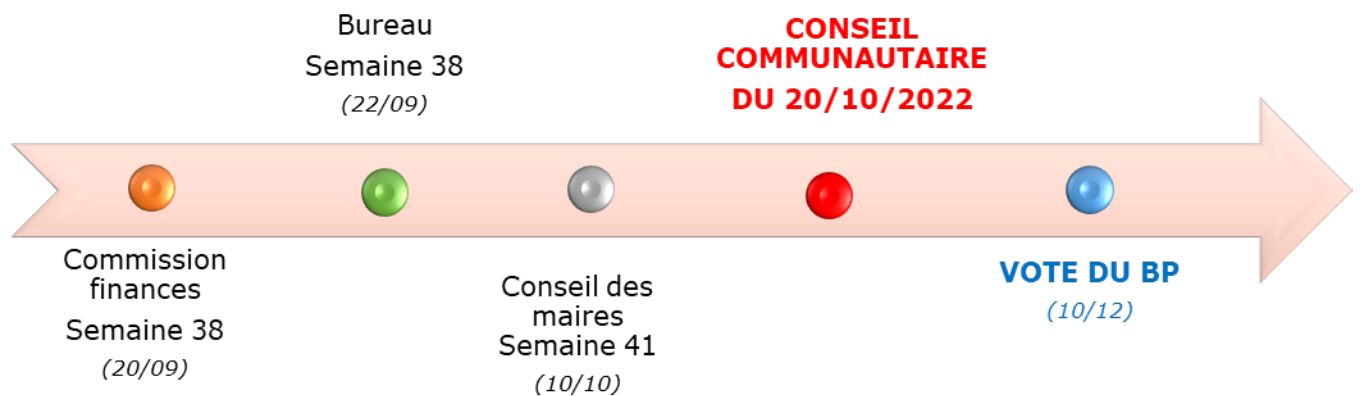 Bureau
Semaine 38
(22/09)
CONSEIL
COMMUNAUTAIRE
DU 20/10/2022
Commission
finances
Semaine 38
(20/09)
Conseil des
maires
Semaine 41
(10/10)
VOTE DU BP
(10/12)